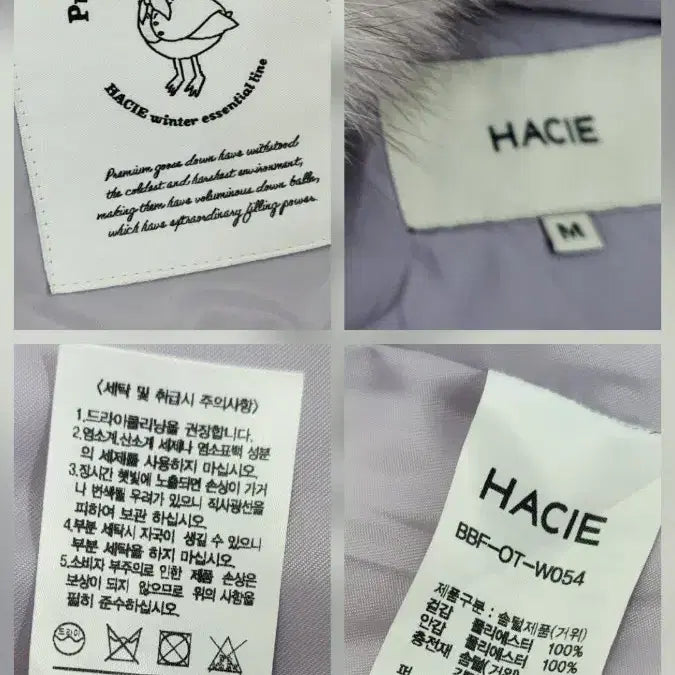 HACIE winter essential line
Premium goose down have withstood
the coldest and harshest environment,
making them have voluminous down balls,
which have extraordinary filling power.
HACIE
M
〈세탁 및 취급시 주의사항〉
1.드라이클리닝을 권장합니다.
2.염소계,산소계 세제나 염소표백 성분
의 세제를 사용하지 마십시오.
3.장시간 햇빛에 노출되면 손상이 가거
나 변색될 우려가 있으니 직사광선을
피하여 보관 하십시오.
4.부분 세탁시 자국이 생길 수 있으니
부분 세탁을 하지 마십시오.
5.소비자 부주의로 인한 제품 손상은
보상이 되지 않으므로 위의 사항을
필히 준수하십시오.
드라이
HACIE
BBF-OT-W054
제품구분 : 솜털제품(거위)
겉감 폴리에스터 100%
안감 폴리에스터 100%
충전재 솜털(거위)